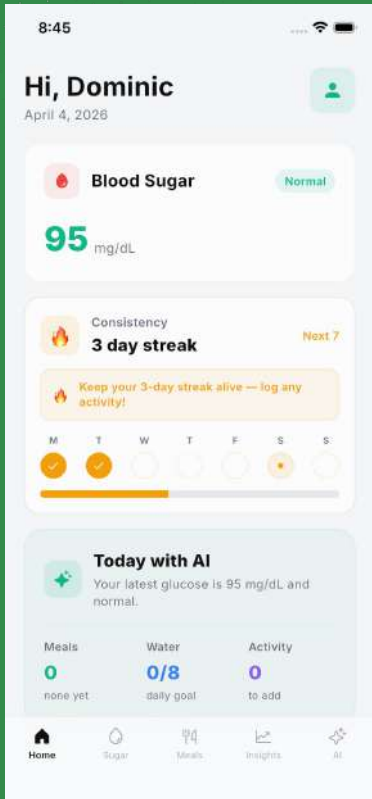 8:45
Hi, Dominic
April 4, 2026
Blood Sugar
Normal
95 mg/dL
Consistency
3 day streak
Next 7
Keep your 3-day streak alive — log any
activity!
M T W T F S S
Today with AI
Your latest glucose is 95 mg/dL and
normal.
Meals Water Activity
0 0/8 0
none yet daily goal to add
Home Sugar Meals Insights AI